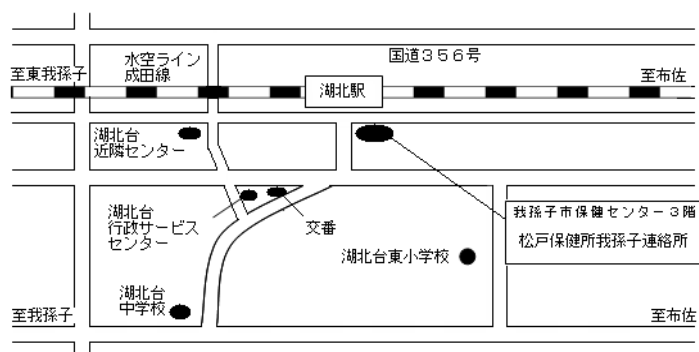 水空ライン
成田線
国道３５６号
至東我孫子
湖北駅
至布佐
湖北台
近隣センター
湖北台
行政サービス
センター
交番
我孫子市保健センター３階
松戸保健所我孫子連絡所
湖北台東小学校
湖北台
中学校
至我孫子
至布佐